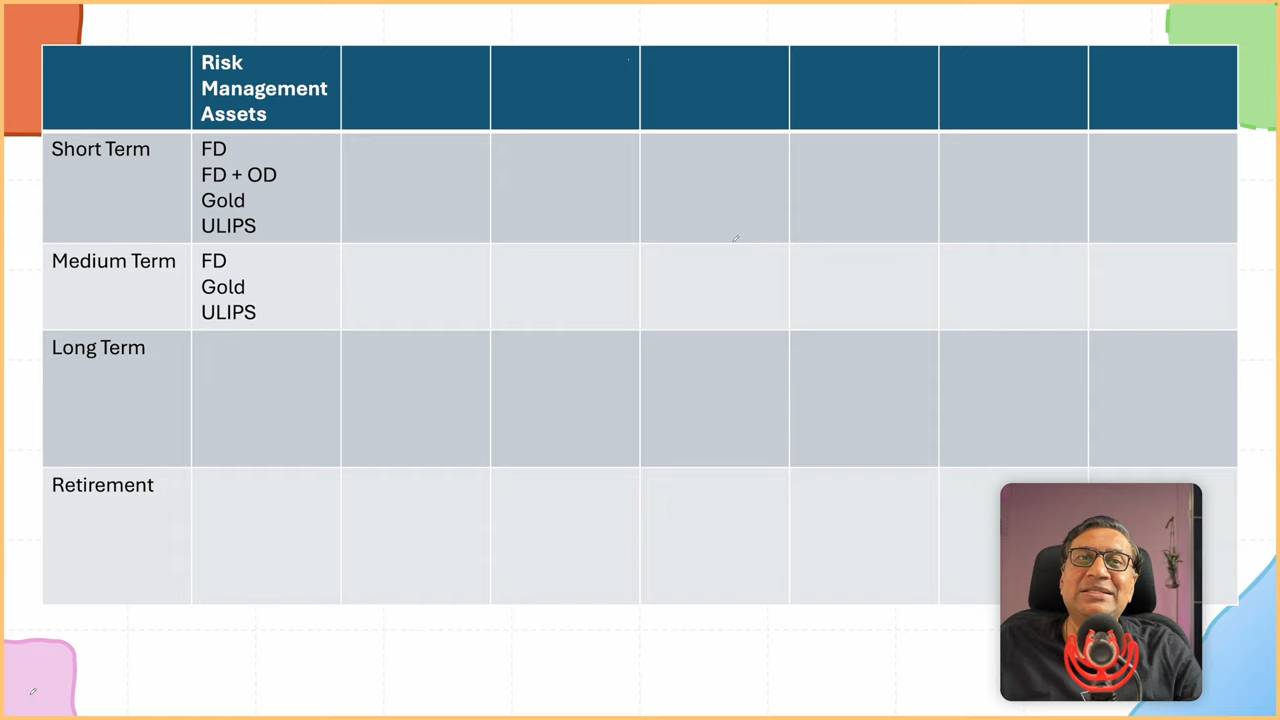 Risk
Management
Assets
Short Term
FD
FD + OD
Gold
ULIPS
Medium Term
FD
Gold
ULIPS
Long Term
Retirement